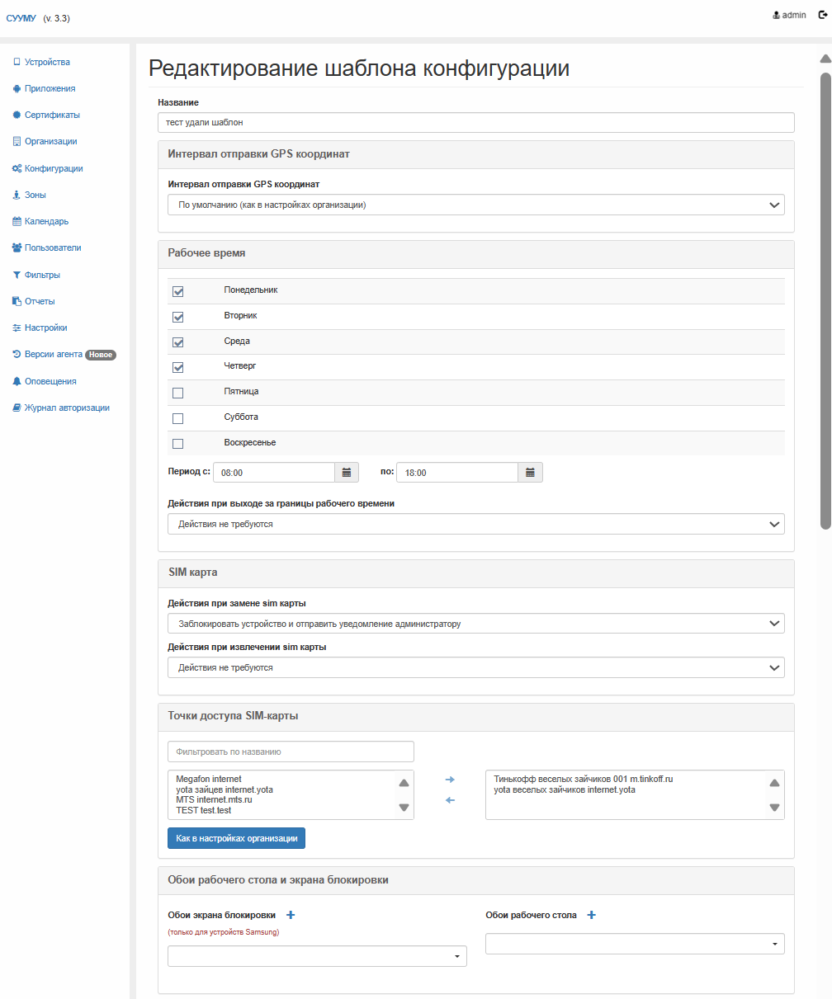 СУУМУ (v. 3.3)
admin
Устройства
Приложения
Сертификаты
Организации
Конфигурации
Зоны
Календарь
Пользователи
Фильтры
Отчеты
Настройки
Версии агента Новое
Оповещения
Журнал авторизации
Редактирование шаблона конфигурации
Название
тест удали шаблон
Интервал отправки GPS координат
Интервал отправки GPS координат
По умолчанию (как в настройках организации)
Рабочее время
Понедельник
Вторник
Среда
Четверг
Пятница
Суббота
Воскресенье
Период с: 08:00 по: 18:00
Действия при выходе за границы рабочего времени
Действия не требуются
SIM карта
Действия при замене sim карты
Заблокировать устройство и отправить уведомление администратору
Действия при извлечении sim карты
Действия не требуются
Точки доступа SIM-карты
Фильтровать по названию
Megafon internet
yota зайцев internet.yota
MTS internet.mts.ru
TEST test.test
Тинькофф веселых зайчиков 001 m.tinkoff.ru
yota веселых зайчиков internet.yota
Как в настройках организации
Обои рабочего стола и экрана блокировки
Обои экрана блокировки
(только для устройств Samsung)
Обои рабочего стола